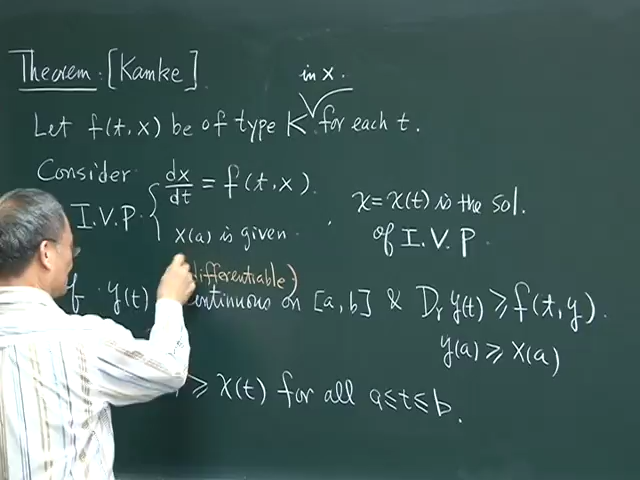 Theorem: [Kamke].
in x.
Let f(t,x) be of type K for each t.
Consider
I.V.P. { dx/dt = f(t,x).
x(a) is given.
, x = x(t) is the sol.
of I.V.P.
differentiable)
y(t) continuous on [a,b] & D_r y(t) ⩾ f(t,y).
y(a) ⩾ x(a)
⩾ x(t) for all a ⩽ t ⩽ b.